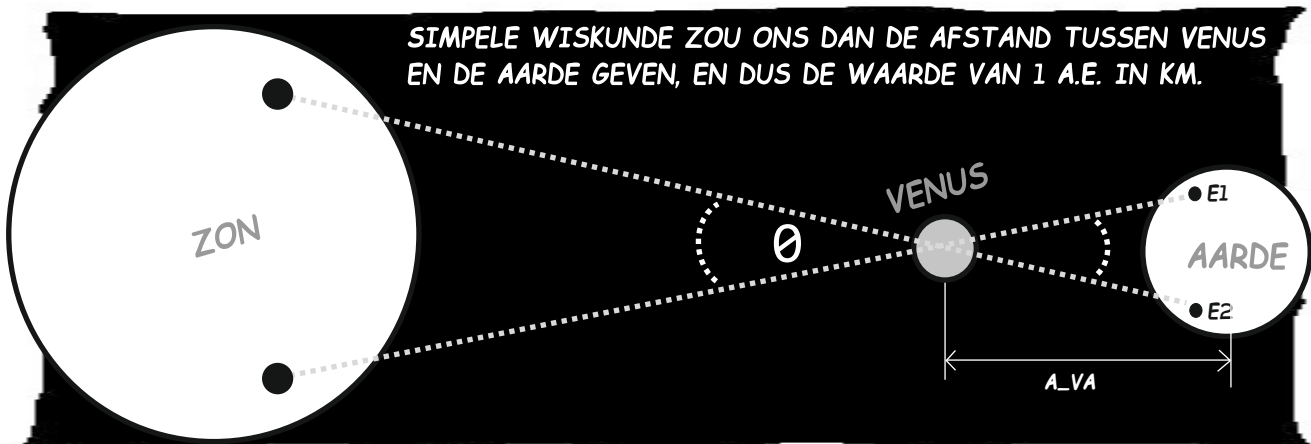 SIMPELE WISKUNDE ZOU ONS DAN DE AFSTAND TUSSEN VENUS
EN DE AARDE GEVEN, EN DUS DE WAARDE VAN 1 A.E. IN KM.
VENUS
E1
ZON
θ
AARDE
E2
A_VA